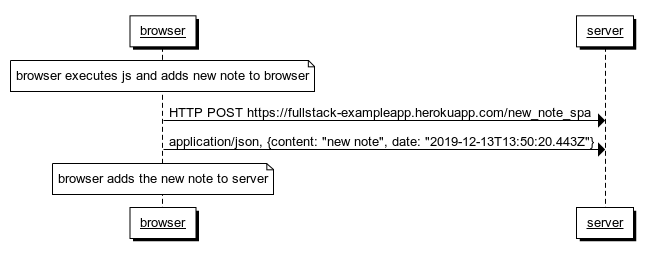 browser
server
browser executes js and adds new note to browser
HTTP POST https://fullstack-exampleapp.herokuapp.com/new_note_spa
application/json, {content: "new note", date: "2019-12-13T13:50:20.443Z"}
browser adds the new note to server
browser
server